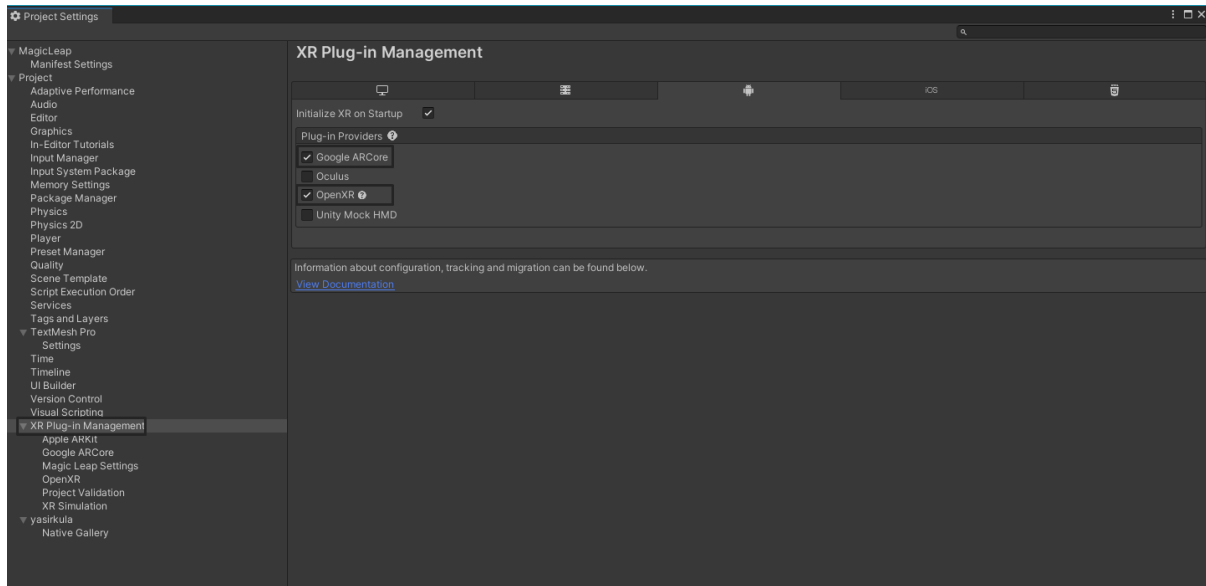 Project Settings
MagicLeap
Manifest Settings
Project
Adaptive Performance
Audio
Editor
Graphics
In-Editor Tutorials
Input Manager
Input System Package
Memory Settings
Package Manager
Physics
Physics 2D
Player
Preset Manager
Quality
Scene Template
Script Execution Order
Services
Tags and Layers
TextMesh Pro
Settings
Time
Timeline
UI Builder
Version Control
Visual Scripting
XR Plug-in Management
Apple ARKit
Google ARCore
Magic Leap Settings
OpenXR
Project Validation
XR Simulation
yasirkula
Native Gallery
XR Plug-in Management
iOS
Initialize XR on Startup
Plug-in Providers
Google ARCore
Oculus
OpenXR
Unity Mock HMD
Information about configuration, tracking and migration can be found below.
View Documentation